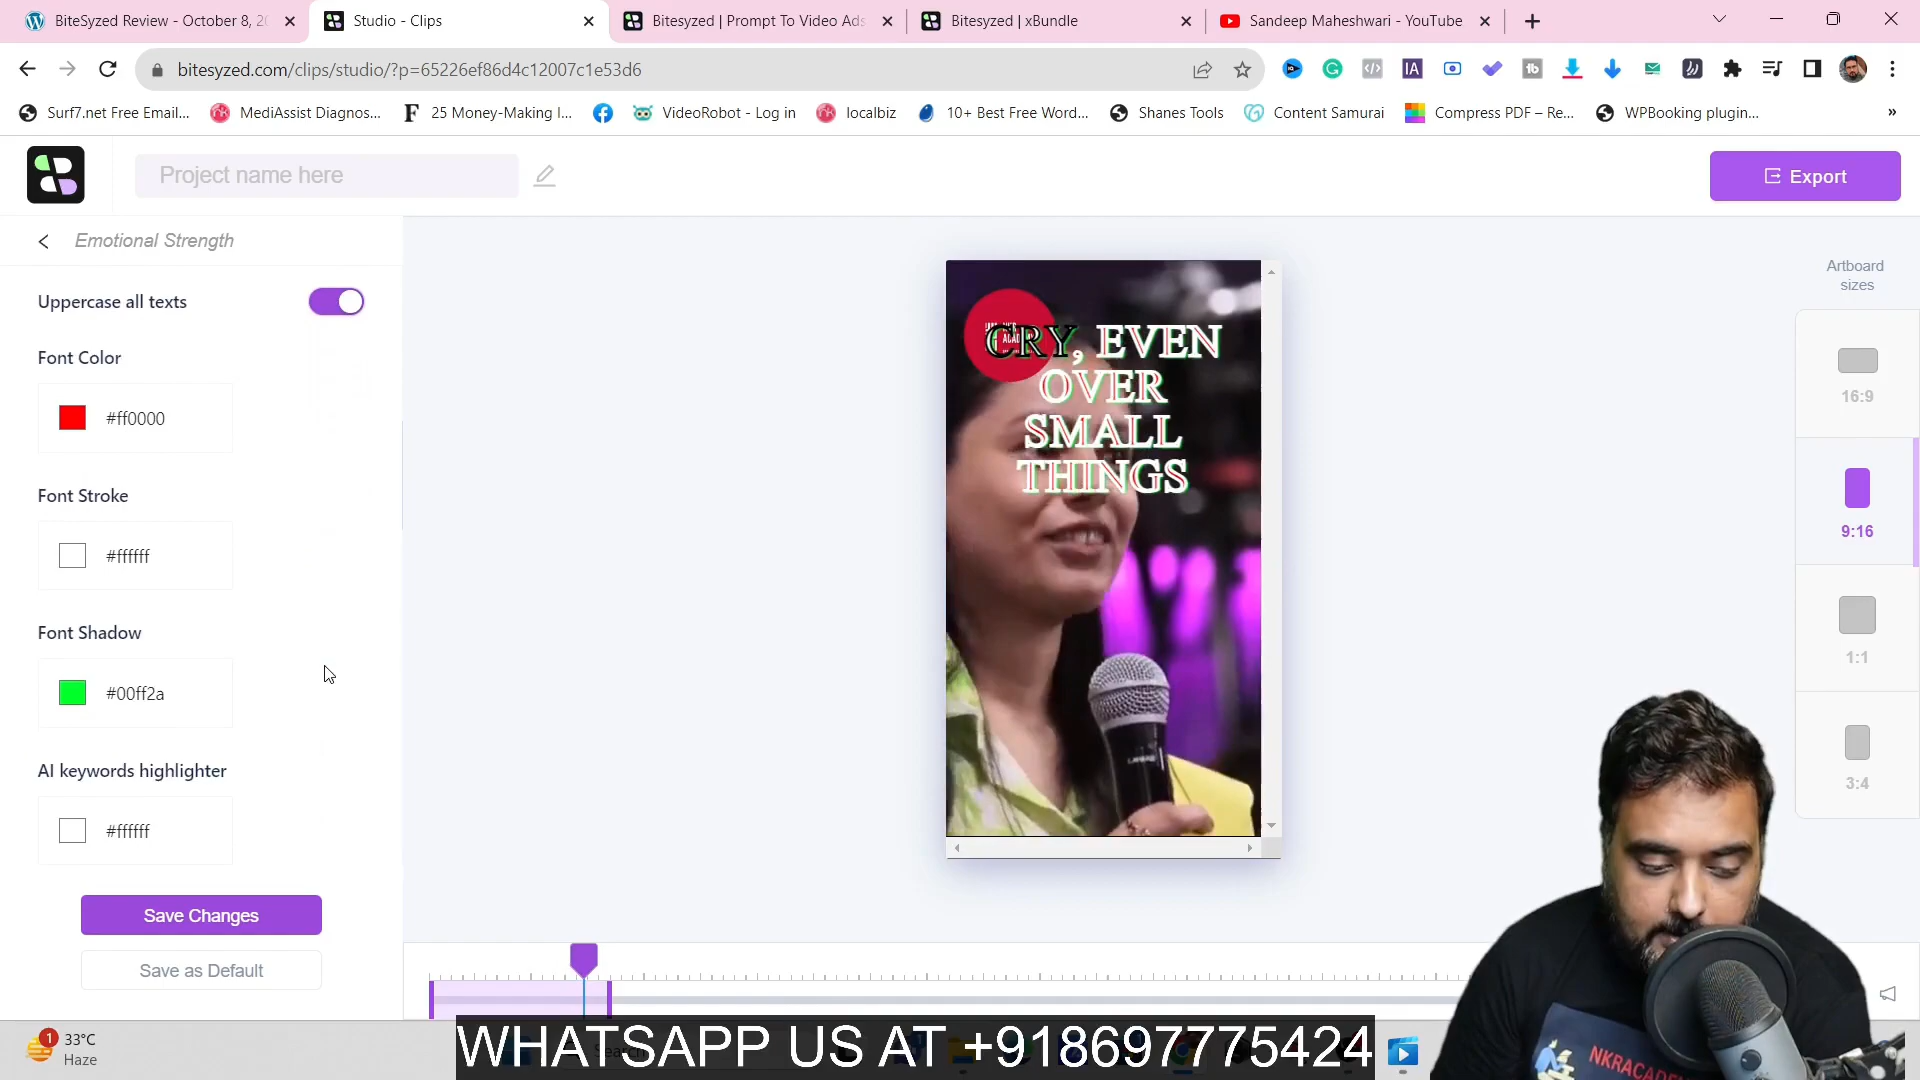 BiteSyzed Review - October 8, 20
Studio - Clips
Bitesyzed | Prompt To Video Ads
Bitesyzed | xBundle
Sandeep Maheshwari - YouTube
bitesyzed.com/clips/studio/?p=65226ef86d4c12007c1e53d6
Surf7.net Free Email...
MediAssist Diagnos...
25 Money-Making I...
VideoRobot - Log in
localbiz
10+ Best Free Word...
Shanes Tools
Content Samurai
Compress PDF – Re...
WPBooking plugin...
»
Project name here
Export
Emotional Strength
Uppercase all texts
Font Color
#ff0000
Font Stroke
#ffffff
Font Shadow
#00ff2a
AI keywords highlighter
#ffffff
Save Changes
Save as Default
CRY, EVEN
OVER
SMALL
THINGS
Artboard
sizes
16:9
9:16
1:1
3:4
1
33°C
Haze
WHATSAPP US AT +918697775424